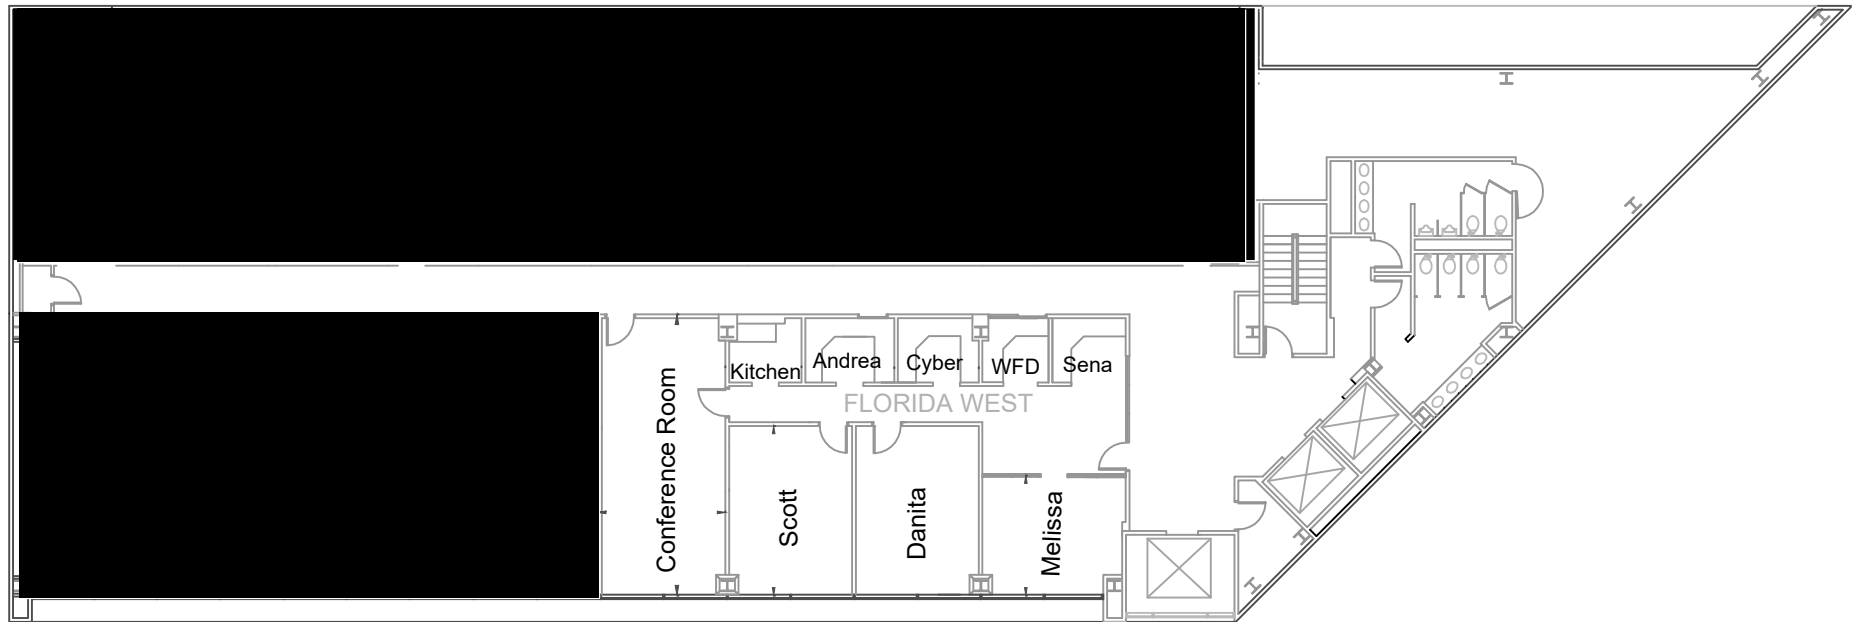 Kitchen
Andrea
Cyber
WFD
Sena
FLORIDA WEST
Conference Room
Scott
Danita
Melissa